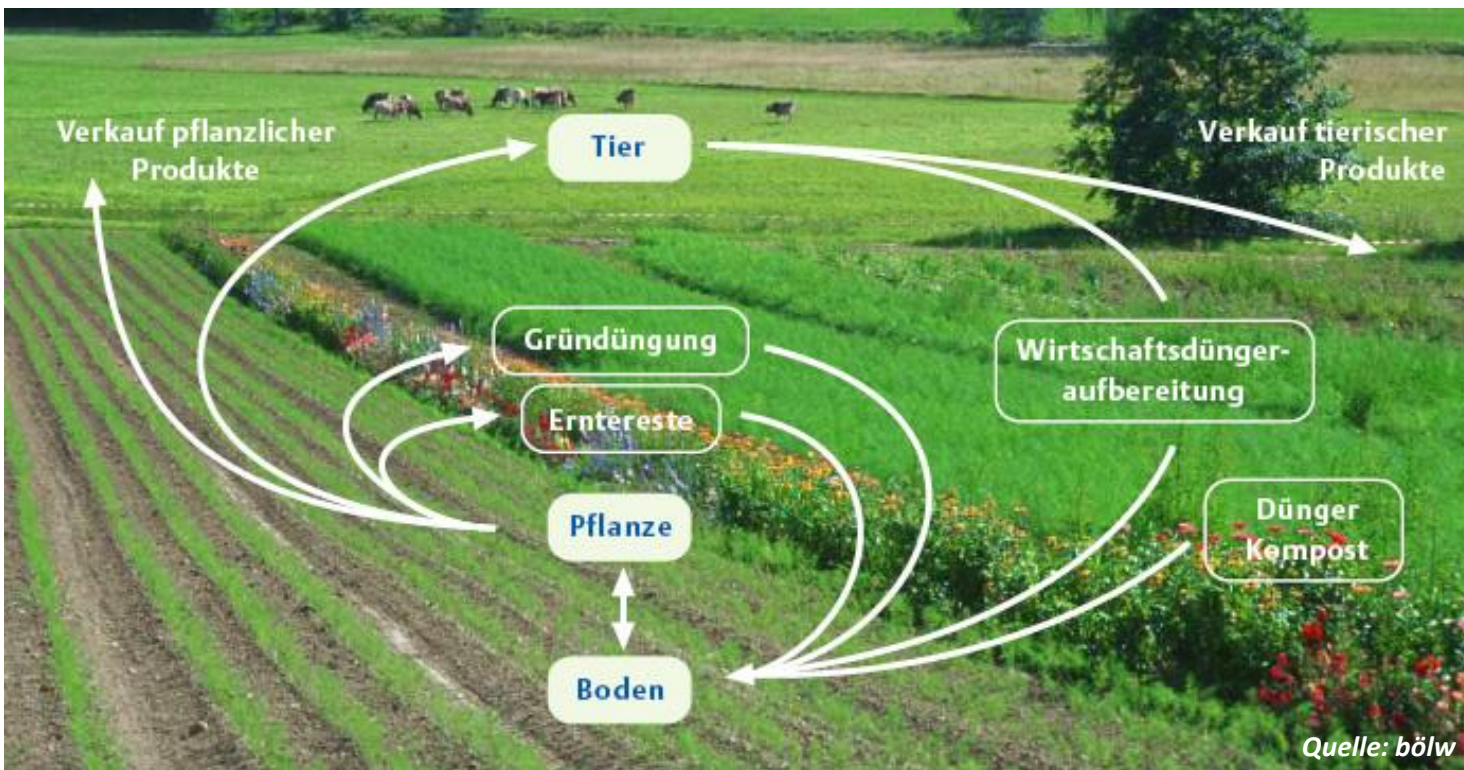 Verkauf pflanzlicher
Produkte
Tier
Verkauf tierischer
Produkte
Gründüngung
Erntereste
Wirtschaftsdünger-
aufbereitung
Pflanze
Dünger
Kompost
Boden
Quelle: bölw